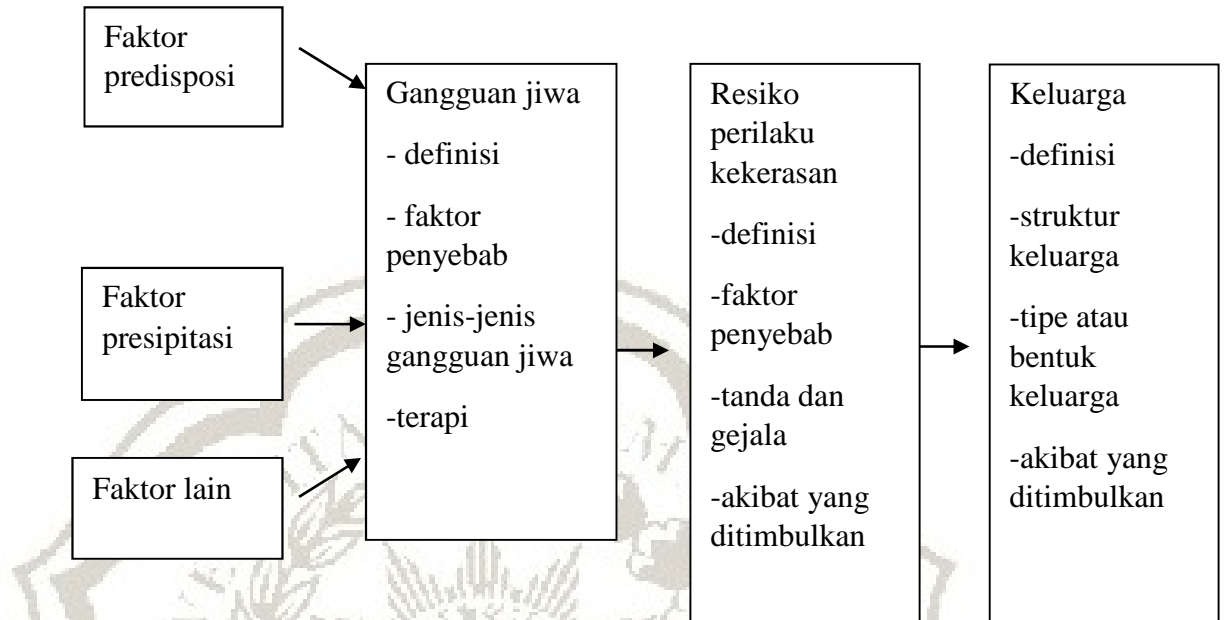 Faktor
predisposi
Faktor
presipitasi
Faktor lain
Gangguan jiwa
- definisi
- faktor
penyebab
- jenis-jenis
gangguan jiwa
-terapi
Resiko
perilaku
kekerasan
-definisi
-faktor
penyebab
-tanda dan
gejala
-akibat yang
ditimbulkan
Keluarga
-definisi
-struktur
keluarga
-tipe atau
bentuk
keluarga
-akibat yang
ditimbulkan